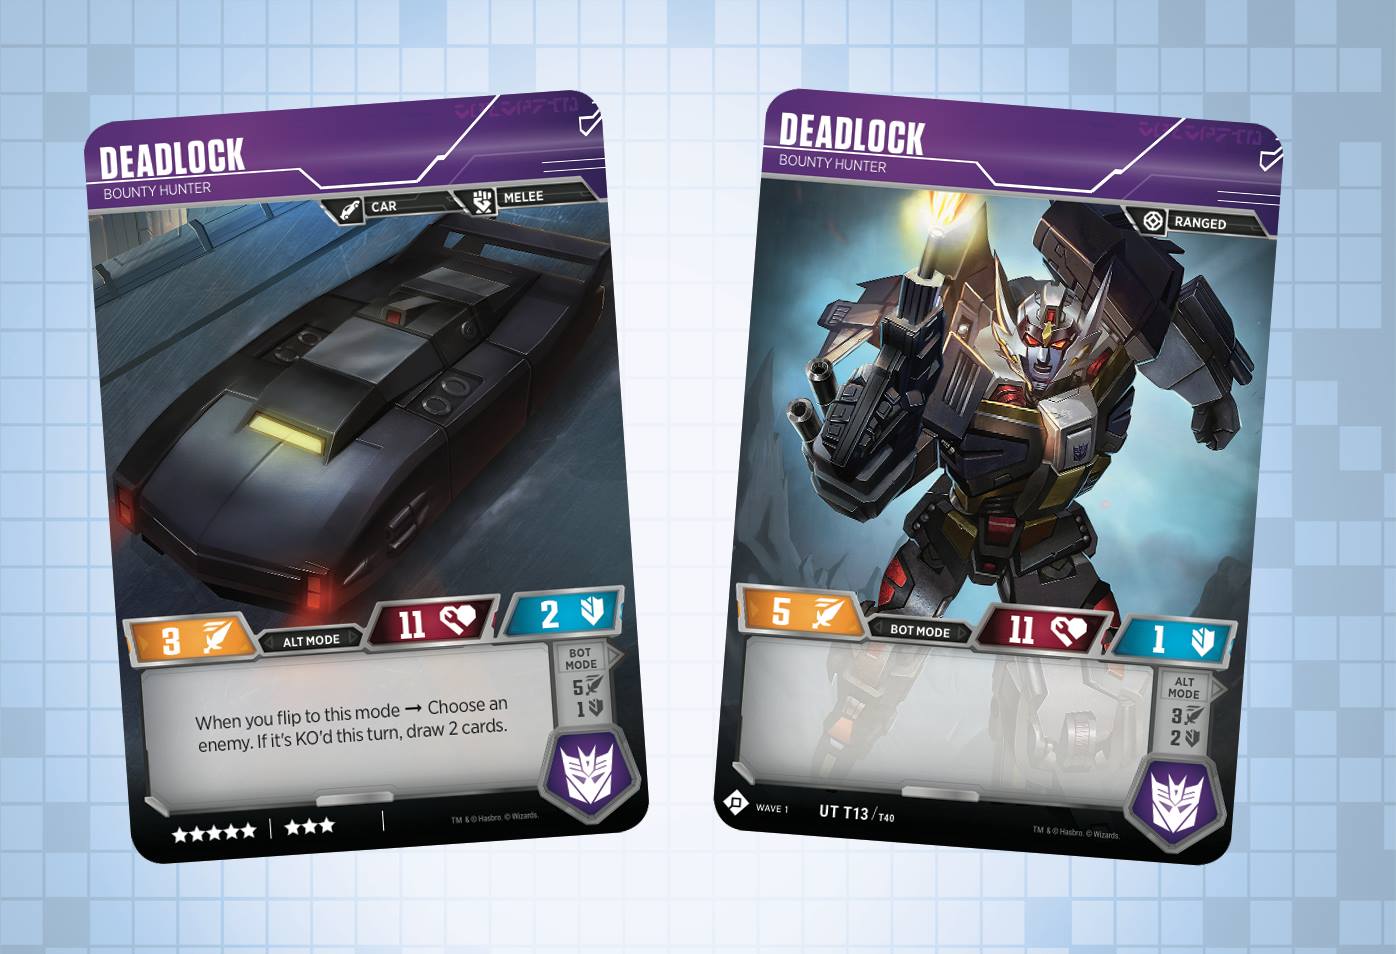 DEADLOCK
BOUNTY HUNTER
CAR
MELEE
3
ALT MODE
11
2
When you flip to this mode → Choose an
enemy. If it's KO'd this turn, draw 2 cards.
BOT
MODE
5
1
TM & © Hasbro. © Wizards.
DEADLOCK
BOUNTY HUNTER
RANGED
5
BOT MODE
11
1
ALT
MODE
3
2
WAVE 1
UT T13/T40
TM & © Hasbro. © Wizards.